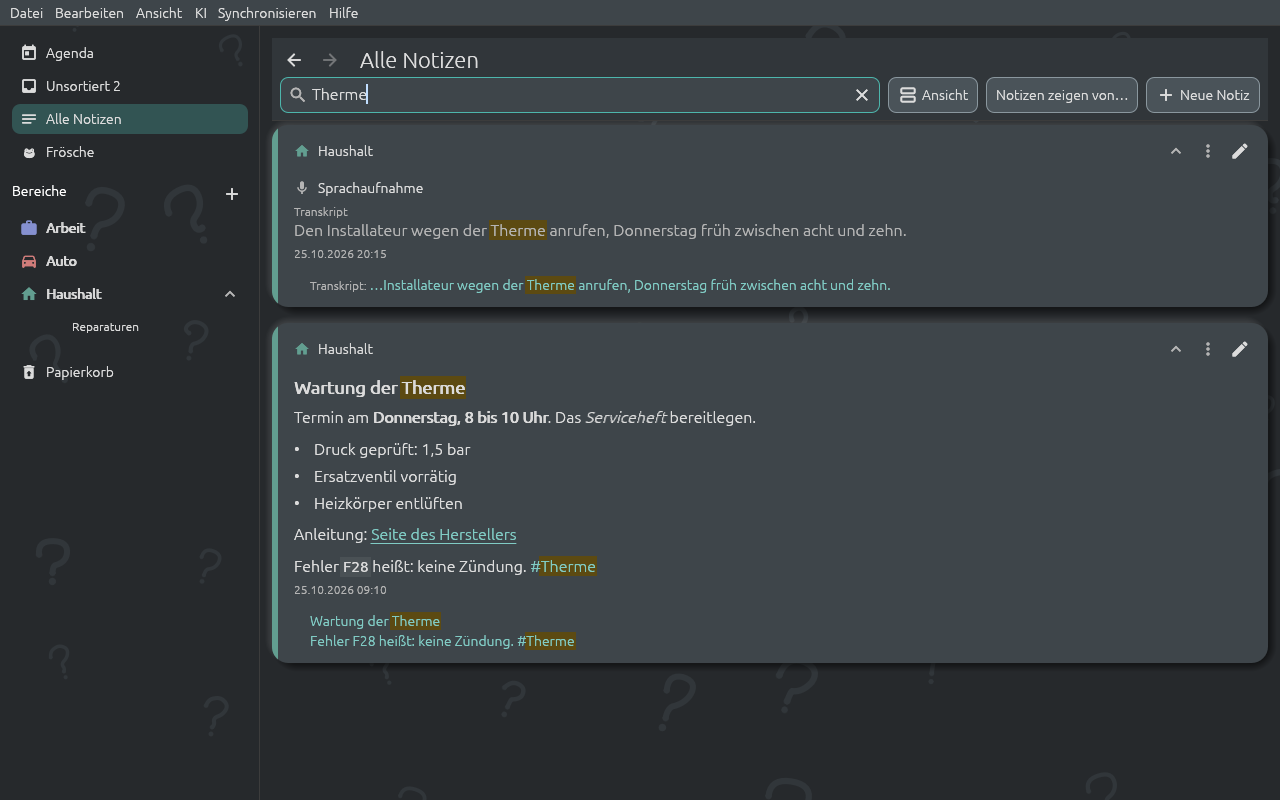 Datei Bearbeiten Ansicht KI Synchronisieren Hilfe
Agenda
Unsortiert 2
Alle Notizen
Frösche
Bereiche
Arbeit
Auto
Haushalt
Reparaturen
Papierkorb
Alle Notizen
Therme
Ansicht
Notizen zeigen von…
Neue Notiz
Haushalt
Sprachaufnahme
Transkript
Den Installateur wegen der Therme anrufen, Donnerstag früh zwischen acht und zehn.
25.10.2026 20:15
Transkript: …Installateur wegen der Therme anrufen, Donnerstag früh zwischen acht und zehn.
Haushalt
Wartung der Therme
Termin am Donnerstag, 8 bis 10 Uhr. Das Serviceheft bereitlegen.
• Druck geprüft: 1,5 bar
• Ersatzventil vorrätig
• Heizkörper entlüften
Anleitung: Seite des Herstellers
Fehler F28 heißt: keine Zündung. #Therme
25.10.2026 09:10
Wartung der Therme
Fehler F28 heißt: keine Zündung. #Therme